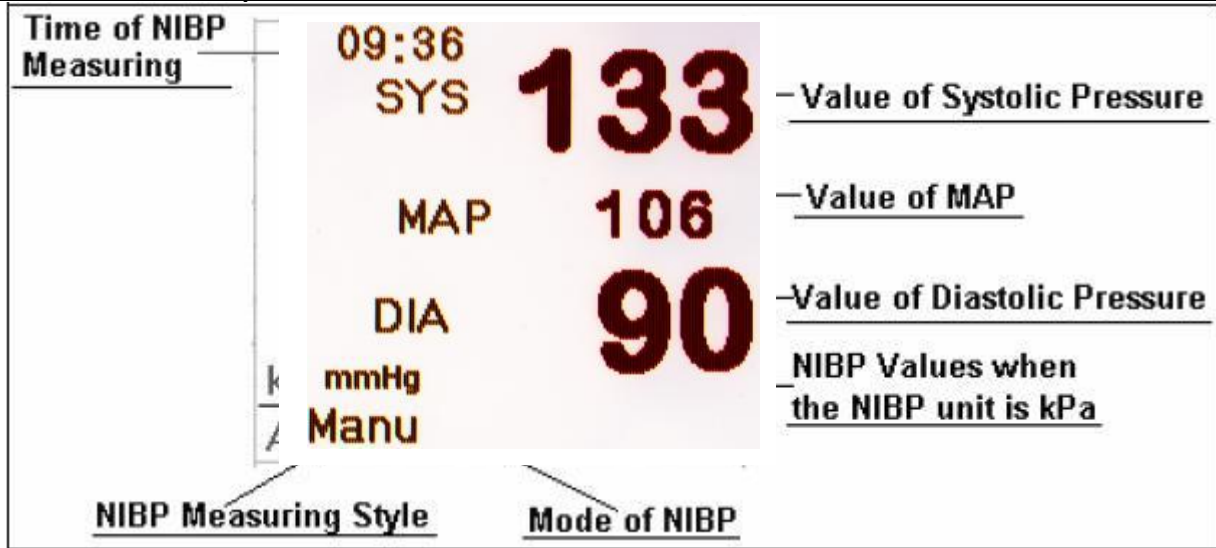 Time of NIBP
Measuring
09:36
SYS 133
Value of Systolic Pressure
MAP 106
Value of MAP
DIA 90
Value of Diastolic Pressure
mmHg
NIBP Values when
the NIBP unit is kPa
Manu
NIBP Measuring Style
Mode of NIBP